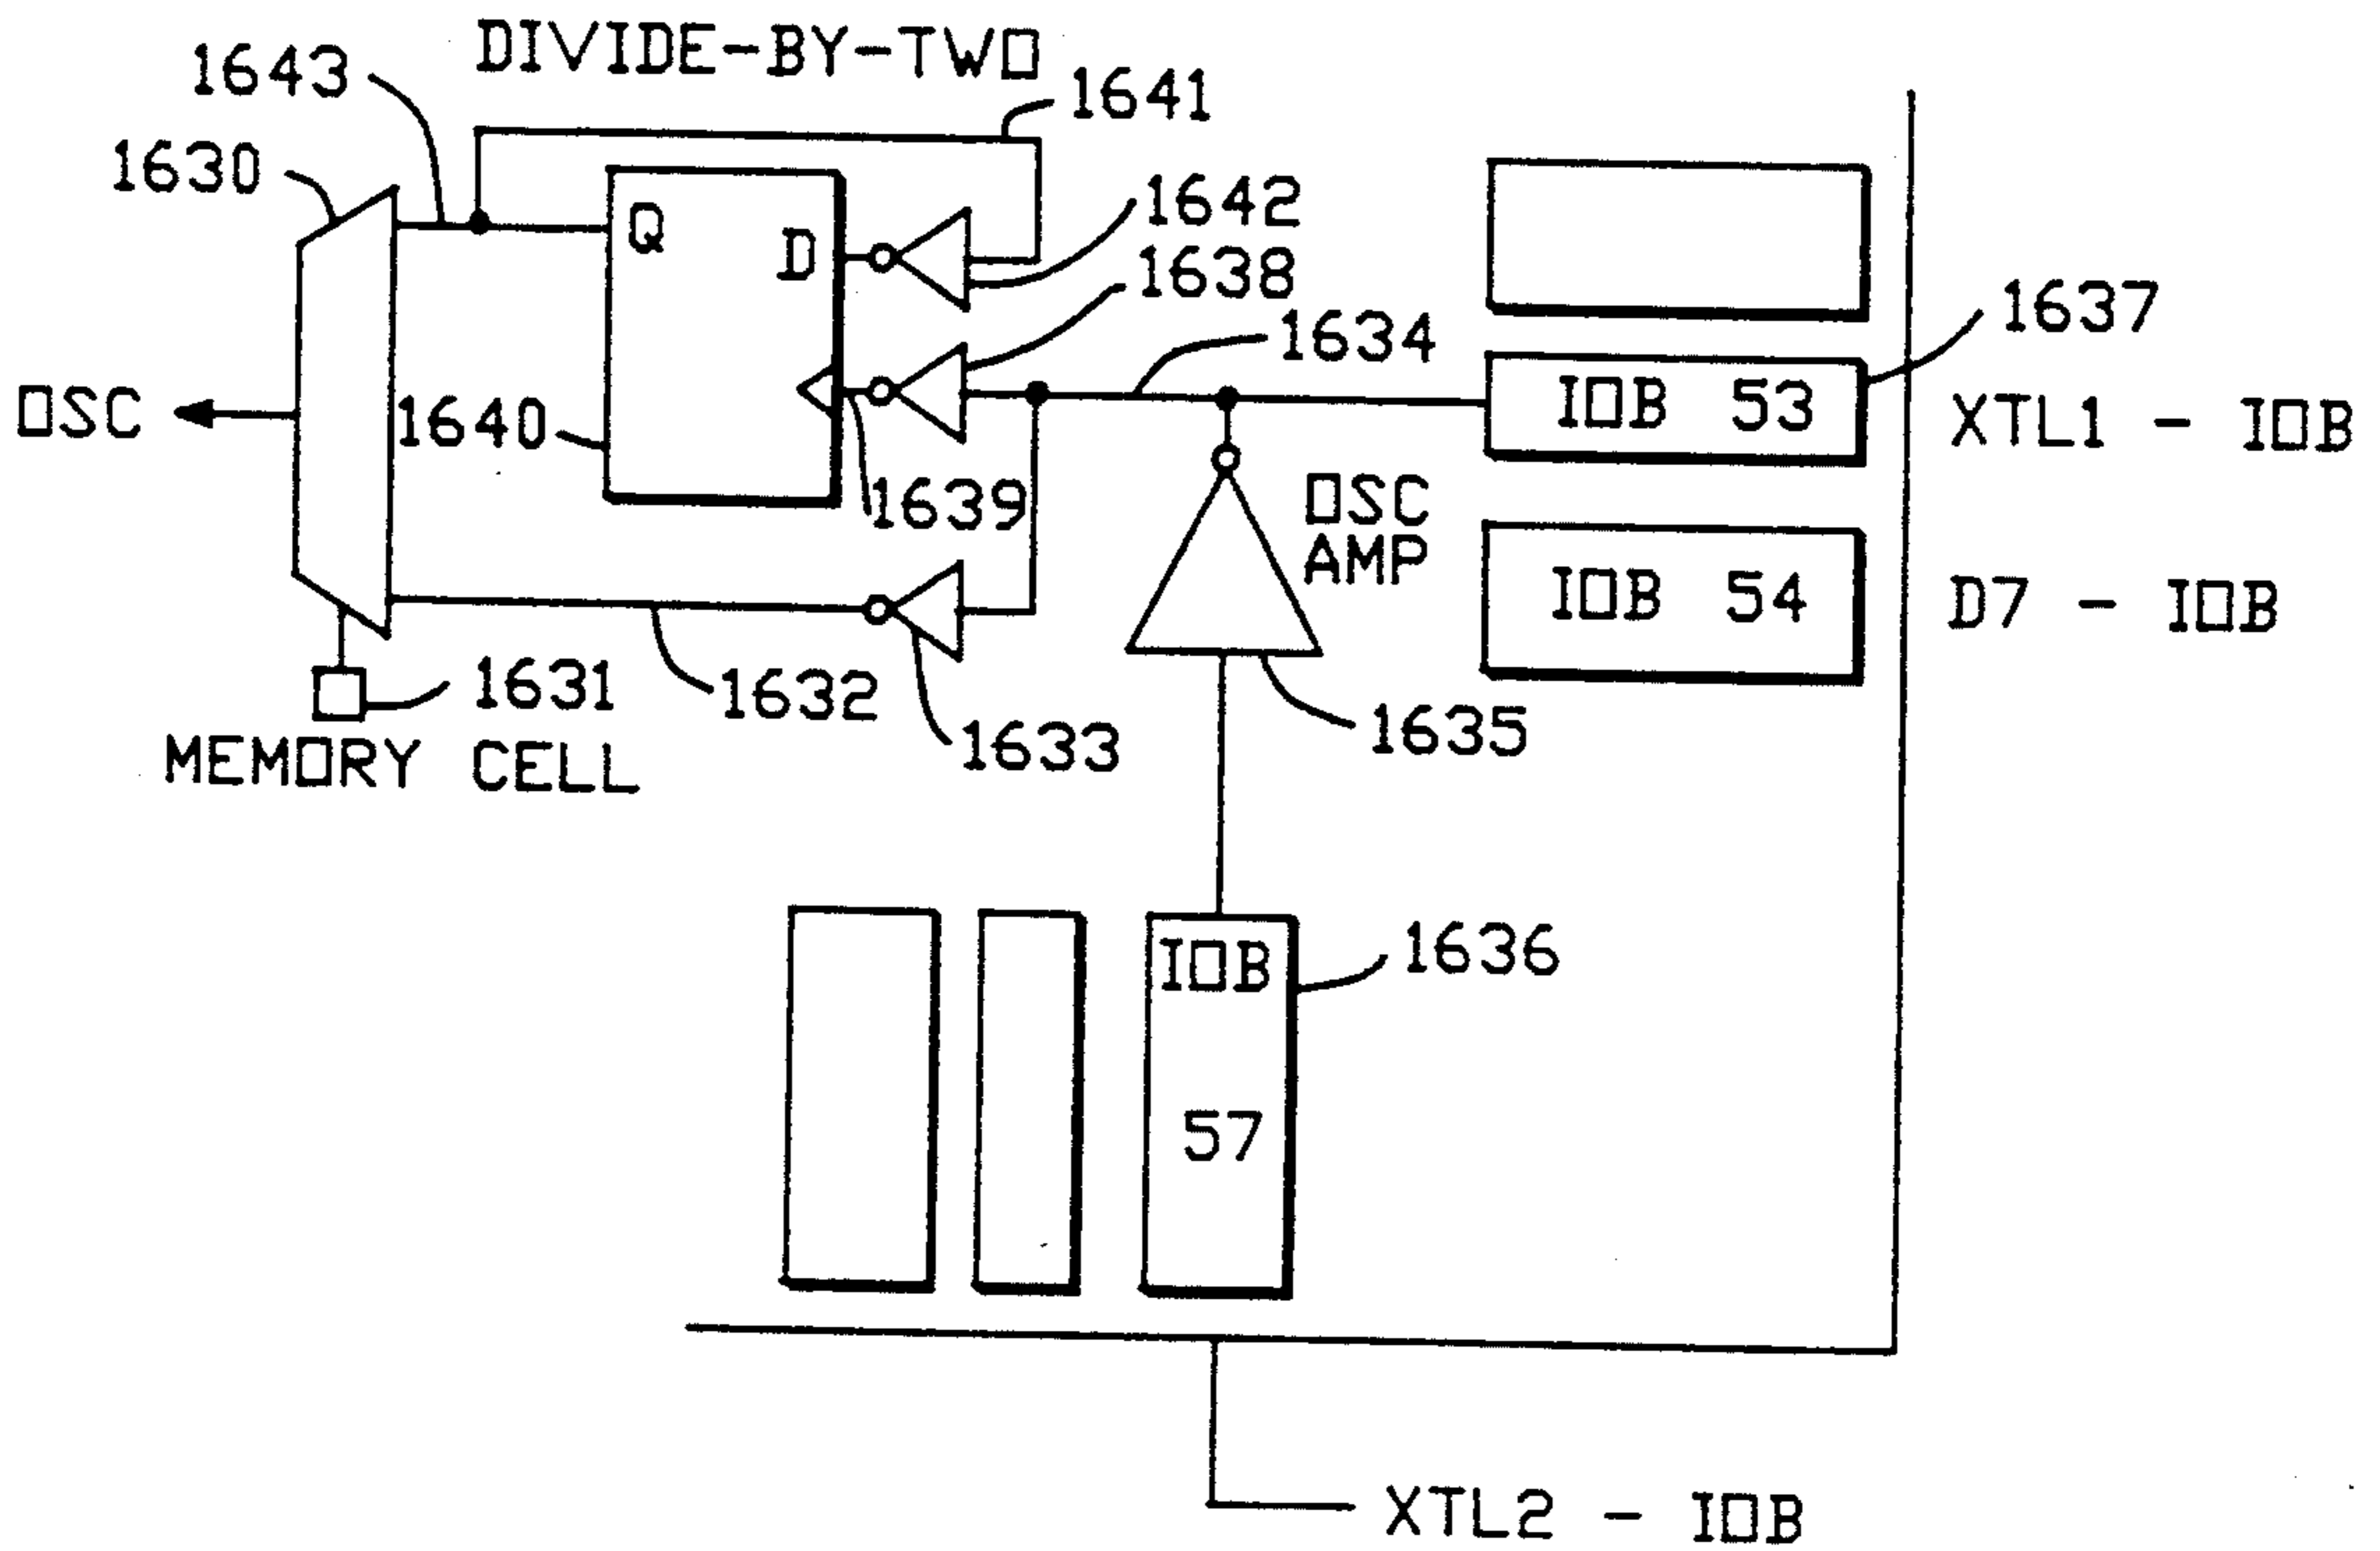 DIVIDE-BY-TWO
1643
1641
1630
1642
Q
D
1638
1634
1637
OSC
1640
1639
IOB 53
XTL1 - IOB
OSC
AMP
IOB 54
D7 - IOB
1631
1632
1633
1635
MEMORY CELL
IOB
57
1636
XTL2 - IOB